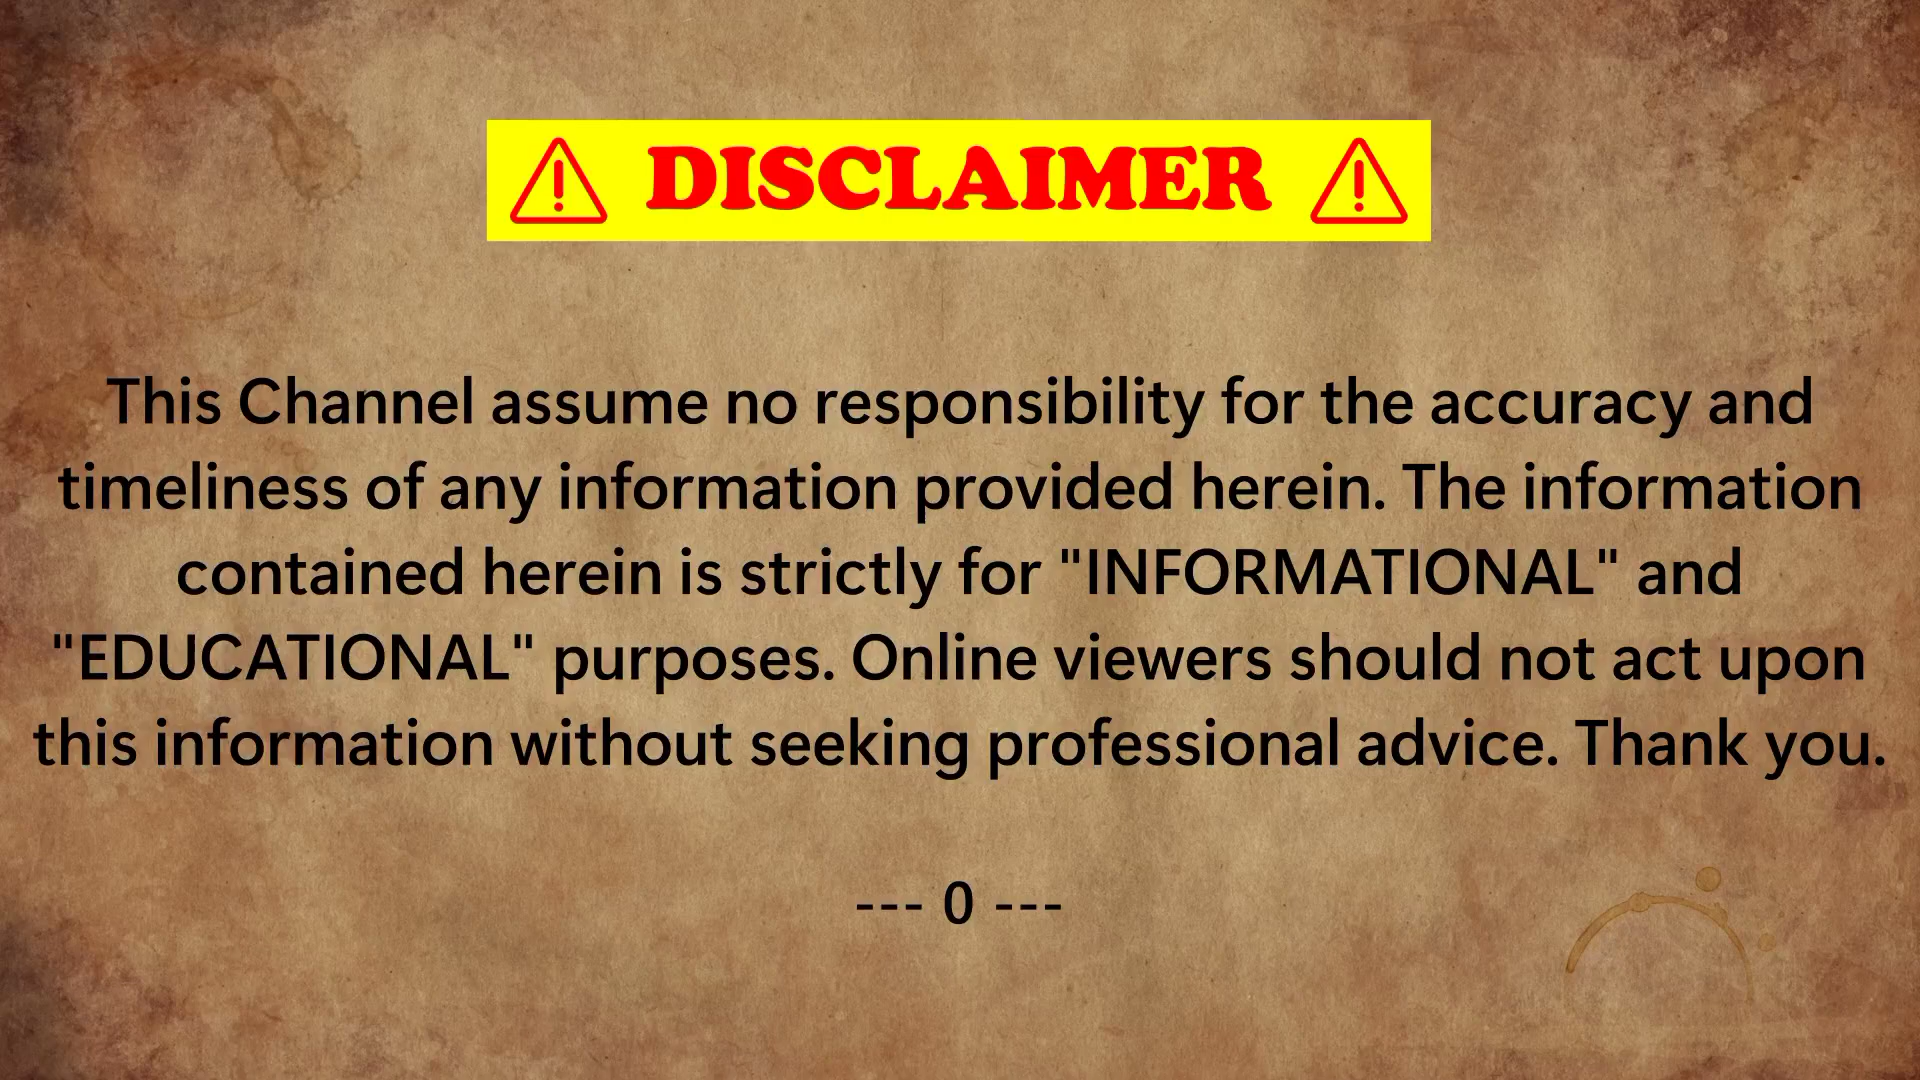 DISCLAIMER
This Channel assume no responsibility for the accuracy and
timeliness of any information provided herein. The information
contained herein is strictly for "INFORMATIONAL" and
"EDUCATIONAL" purposes. Online viewers should not act upon
this information without seeking professional advice. Thank you.
--- 0 ---